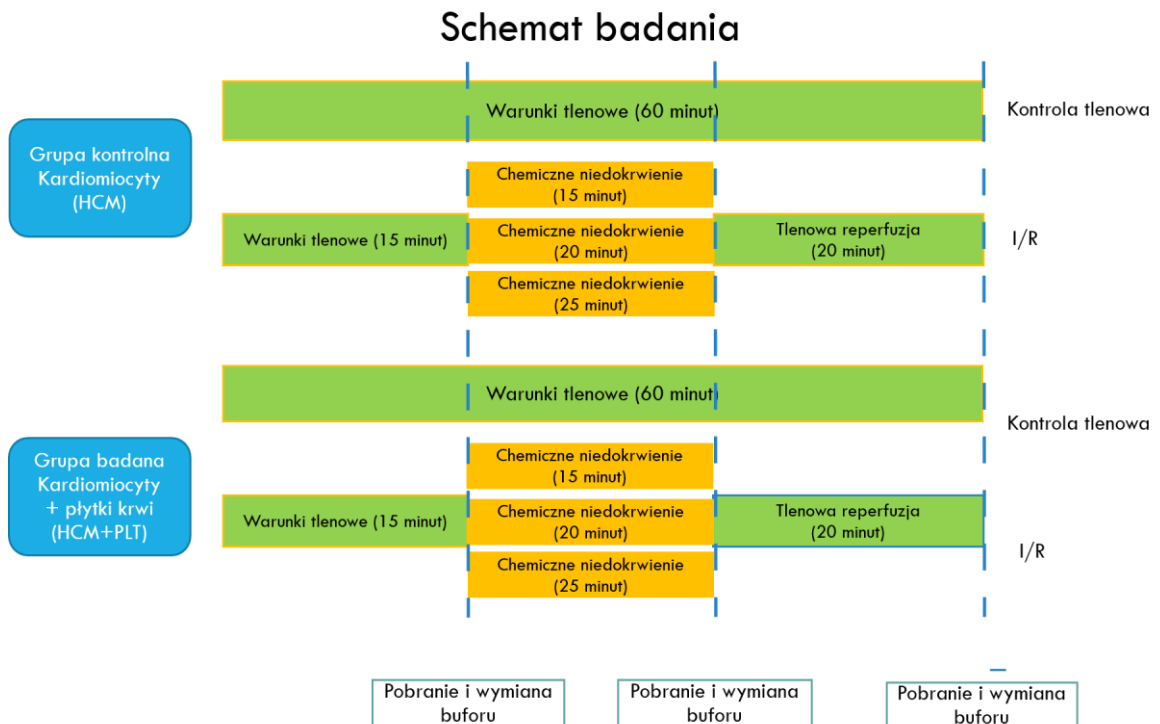 Schemat badania
Warunki tlenowe (60 minut)
Kontrola tlenowa
Grupa kontrolna
Kardiomiocyty
(HCM)
Chemiczne niedokrwienie
(15 minut)
Warunki tlenowe (15 minut)
Chemiczne niedokrwienie
(20 minut)
Tlenowa reperfuzja
(20 minut)
I/R
Chemiczne niedokrwienie
(25 minut)
Warunki tlenowe (60 minut)
Kontrola tlenowa
Grupa badana
Kardiomiocyty
+ płytki krwi
(HCM+PLT)
Chemiczne niedokrwienie
(15 minut)
Warunki tlenowe (15 minut)
Chemiczne niedokrwienie
(20 minut)
Tlenowa reperfuzja
(20 minut)
I/R
Chemiczne niedokrwienie
(25 minut)
Pobranie i wymiana
buforu
Pobranie i wymiana
buforu
Pobranie i wymiana
buforu